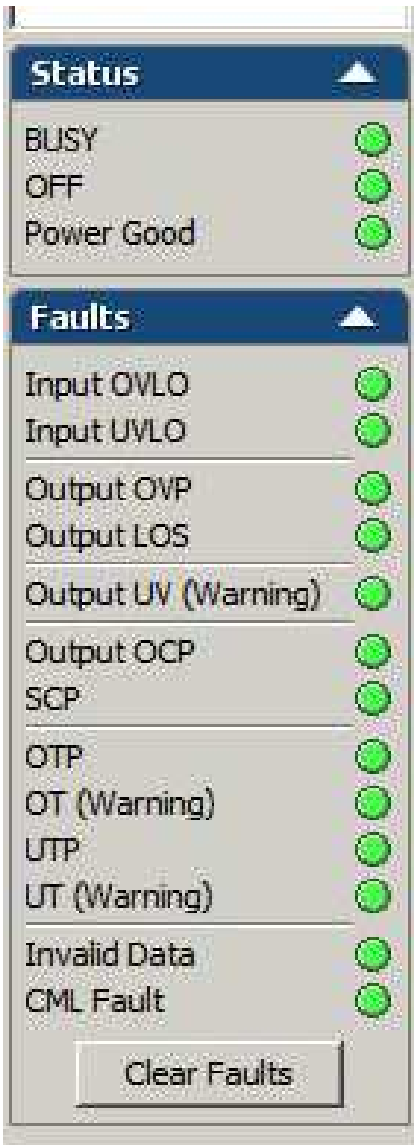 Status
BUSY
OFF
Power Good
Faults
Input OVLO
Input UVLO
Output OVP
Output LOS
Output UV (Warning)
Output OCP
SCP
OTP
OT (Warning)
UTP
UT (Warning)
Invalid Data
CML Fault
Clear Faults